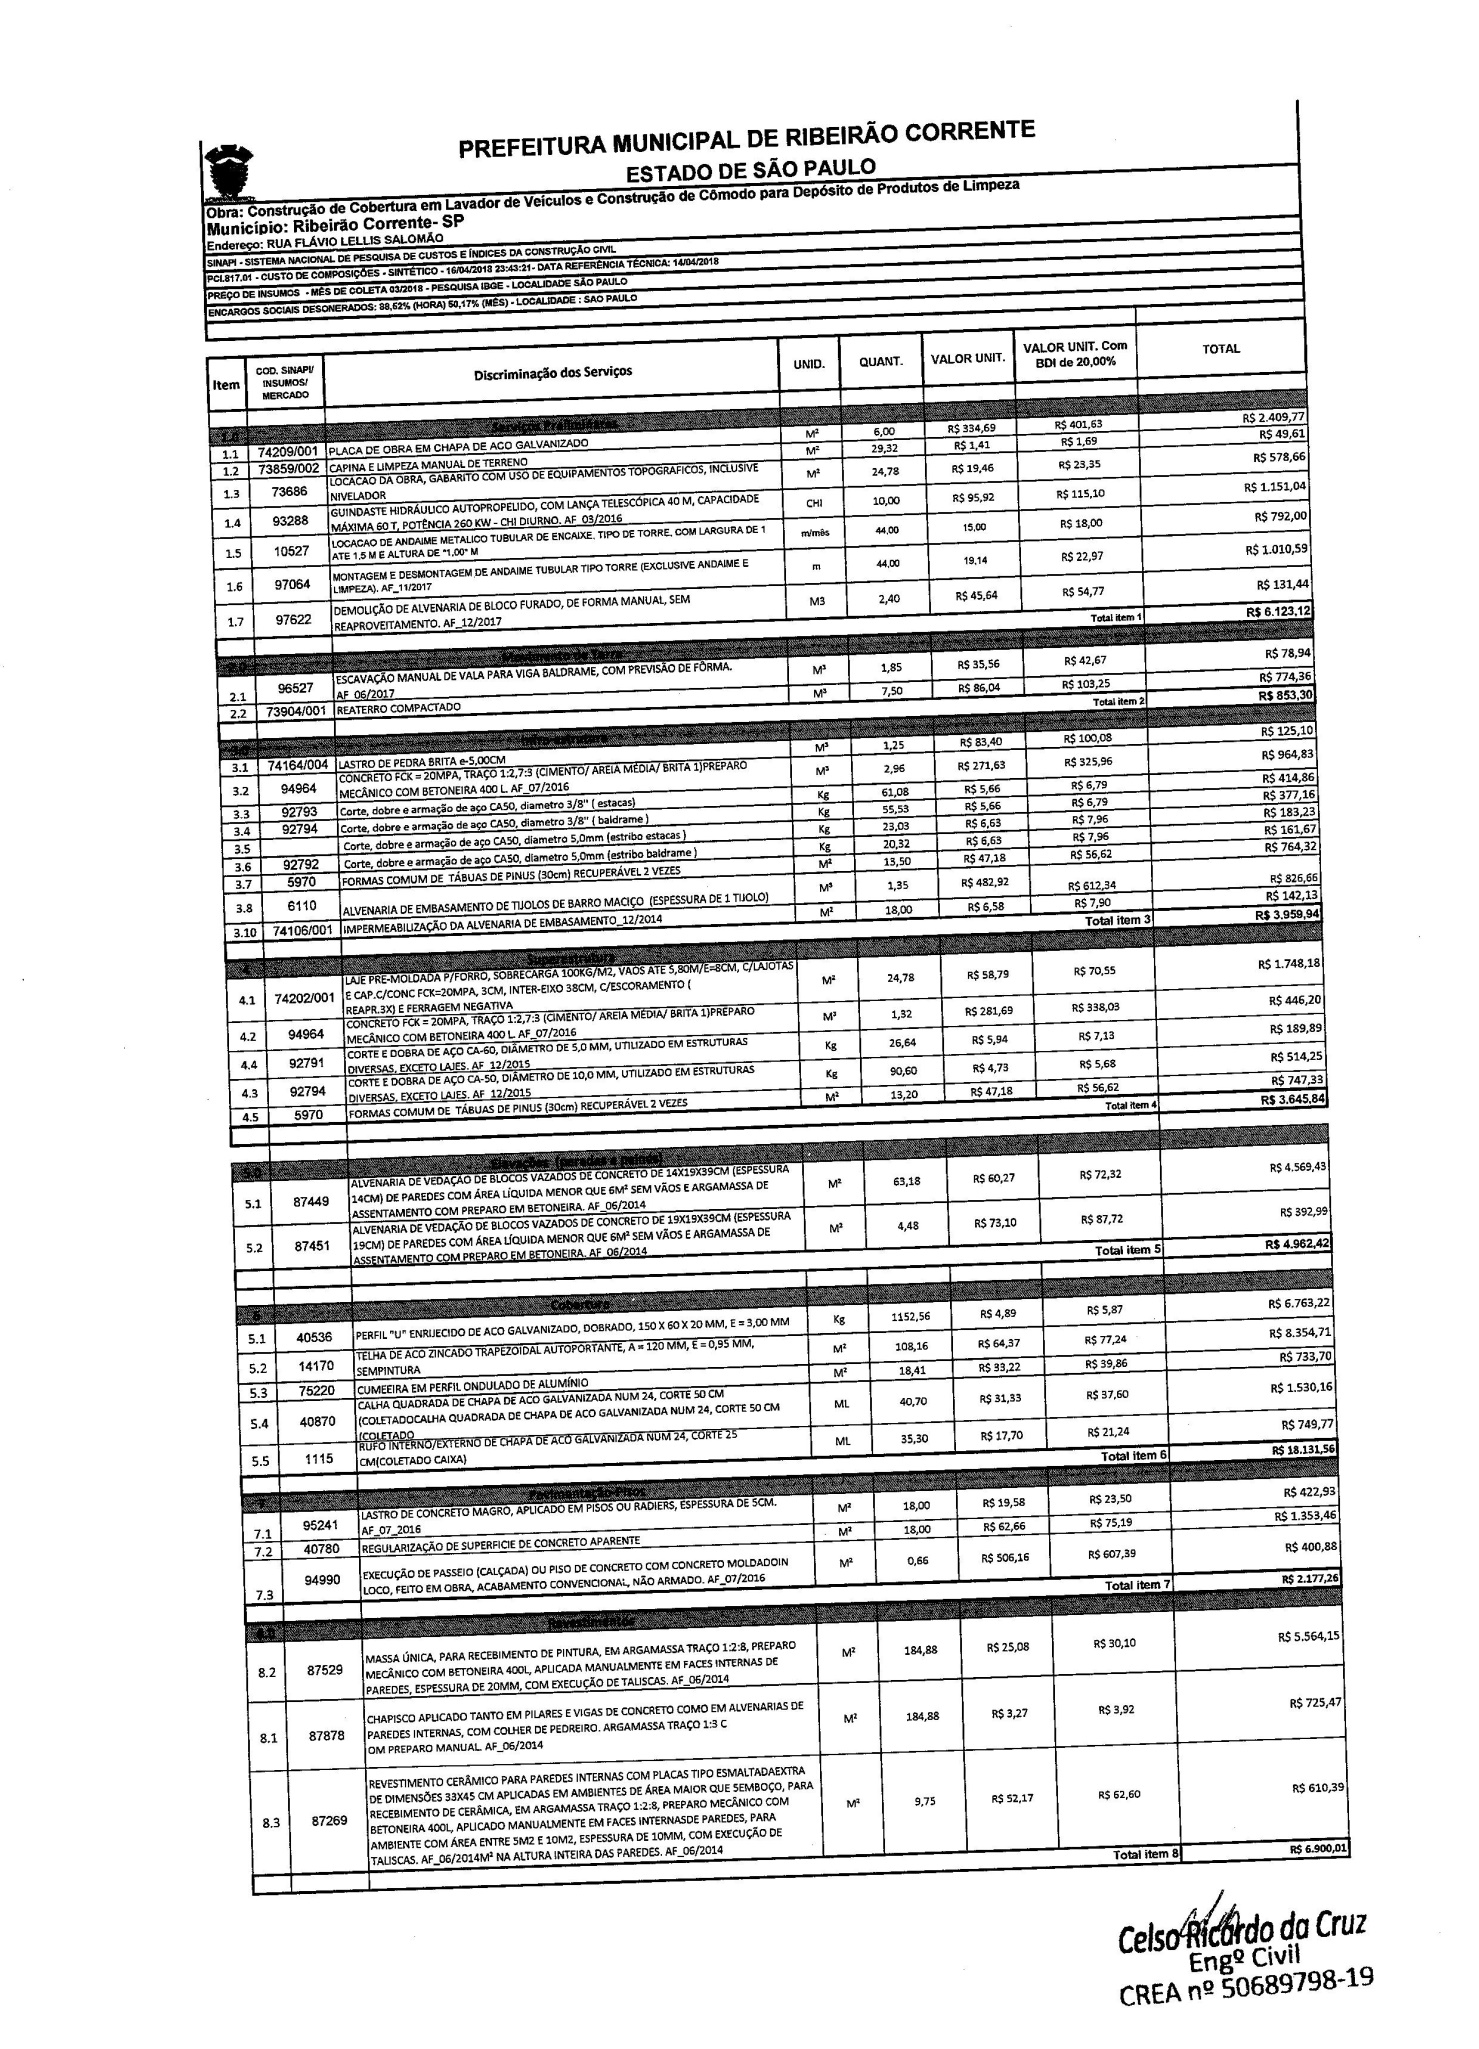 PREFEITURA MUNICIPAL DE RIBEIRÃO CORRENTE
ESTADO DE SÃO PAULO
Obra: Construção de Cobertura em Lavador de Veículos e Construção de Cômodo para Depósito de Produtos de Limpeza
Município: Ribeirão Corrente- SP
Endereço: RUA FLÁVIO LELLIS SALOMÃO
SINAPI - SISTEMA NACIONAL DE PESQUISA DE CUSTOS E ÍNDICES DA CONSTRUÇÃO CIVIL
PCI.817.01 - CUSTO DE COMPOSIÇÕES - SINTÉTICO - 16/04/2018 23:43:21- DATA REFERÊNCIA TÉCNICA: 14/04/2018
PREÇO DE INSUMOS - MÊS DE COLETA 03/2018 - PESQUISA IBGE - LOCALIDADE SÃO PAULO
ENCARGOS SOCIAIS DESONERADOS: 88,52% (HORA) 50,17% (MÊS) - LOCALIDADE : SAO PAULO
Item COD. SINAPI/ INSUMOS/ MERCADO Discriminação dos Serviços UNID. QUANT. VALOR UNIT. VALOR UNIT. Com BDI de 20,00% TOTAL
1.0 Serviços Preliminares
1.1 74209/001 PLACA DE OBRA EM CHAPA DE ACO GALVANIZADO M² 6,00 R$ 334,69 R$ 401,63 R$ 2.409,77
1.2 73859/002 CAPINA E LIMPEZA MANUAL DE TERRENO M² 29,32 R$ 1,41 R$ 1,69 R$ 49,61
1.3 73686 LOCACAO DA OBRA, GABARITO COM USO DE EQUIPAMENTOS TOPOGRAFICOS, INCLUSIVE
NIVELADOR M² 24,78 R$ 19,46 R$ 23,35 R$ 578,66
1.4 93288 GUINDASTE HIDRÁULICO AUTOPROPELIDO, COM LANÇA TELESCÓPICA 40 M, CAPACIDADE
MÁXIMA 60 T, POTÊNCIA 260 KW - CHI DIURNO. AF_03/2016 CHI 10,00 R$ 95,92 R$ 115,10 R$ 1.151,04
1.5 10527 LOCACAO DE ANDAIME METALICO TUBULAR DE ENCAIXE, TIPO DE TORRE, COM LARGURA DE 1
ATE 1,5 M E ALTURA DE *1,00* M m/mês 44,00 15,00 R$ 18,00 R$ 792,00
1.6 97064 MONTAGEM E DESMONTAGEM DE ANDAIME TUBULAR TIPO TORRE (EXCLUSIVE ANDAIME E
LIMPEZA). AF_11/2017 m 44,00 19,14 R$ 22,97 R$ 1.010,59
1.7 97622 DEMOLIÇÃO DE ALVENARIA DE BLOCO FURADO, DE FORMA MANUAL, SEM
REAPROVEITAMENTO. AF_12/2017 M3 2,40 R$ 45,64 R$ 54,77 R$ 131,44
Total item 1 R$ 6.123,12
2.0 Movimento de Terra
2.1 96527 ESCAVAÇÃO MANUAL DE VALA PARA VIGA BALDRAME, COM PREVISÃO DE FÔRMA.
AF_06/2017 M³ 1,85 R$ 35,56 R$ 42,67 R$ 78,94
2.2 73904/001 REATERRO COMPACTADO M³ 7,50 R$ 86,04 R$ 103,25 R$ 774,36
Total item 2 R$ 853,30
3.0 Infra-estrutura
3.1 74164/004 LASTRO DE PEDRA BRITA e-5,00CM M³ 1,25 R$ 83,40 R$ 100,08 R$ 125,10
3.2 94964 CONCRETO FCK = 20MPA, TRAÇO 1:2,7:3 (CIMENTO/ AREIA MÉDIA/ BRITA 1)PREPARO
MECÂNICO COM BETONEIRA 400 L. AF_07/2016 M³ 2,96 R$ 271,63 R$ 325,96 R$ 964,83
3.3 92793 Corte, dobre e armação de aço CA50, diametro 3/8" ( estacas) Kg 61,08 R$ 5,66 R$ 6,79 R$ 414,86
3.4 92794 Corte, dobre e armação de aço CA50, diametro 3/8" ( baldrame ) Kg 55,53 R$ 5,66 R$ 6,79 R$ 377,16
3.5 Corte, dobre e armação de aço CA50, diametro 5,0mm (estribo estacas ) Kg 23,03 R$ 6,63 R$ 7,96 R$ 183,23
3.6 92792 Corte, dobre e armação de aço CA50, diametro 5,0mm (estribo baldrame ) Kg 20,32 R$ 6,63 R$ 7,96 R$ 161,67
3.7 5970 FORMAS COMUM DE TÁBUAS DE PINUS (30cm) RECUPERÁVEL 2 VEZES M² 13,50 R$ 47,18 R$ 56,62 R$ 764,32
3.8 6110 ALVENARIA DE EMBASAMENTO DE TIJOLOS DE BARRO MACIÇO (ESPESSURA DE 1 TIJOLO) M³ 1,35 R$ 482,92 R$ 612,34 R$ 826,66
3.10 74106/001 IMPERMEABILIZAÇÃO DA ALVENARIA DE EMBASAMENTO_12/2014 M² 18,00 R$ 6,58 R$ 7,90 R$ 142,13
Total item 3 R$ 3.959,94
4 Superestrutura
4.1 74202/001 LAJE PRE-MOLDADA P/FORRO, SOBRECARGA 100KG/M2, VAOS ATE 5,80M/E=8CM, C/LAJOTAS
E CAP.C/CONC FCK=20MPA, 3CM, INTER-EIXO 38CM, C/ESCORAMENTO (
REAPR.3X) E FERRAGEM NEGATIVA M² 24,78 R$ 58,79 R$ 70,55 R$ 1.748,18
4.2 94964 CONCRETO FCK = 20MPA, TRAÇO 1:2,7:3 (CIMENTO/ AREIA MÉDIA/ BRITA 1)PREPARO
MECÂNICO COM BETONEIRA 400 L. AF_07/2016 M³ 1,32 R$ 281,69 R$ 338,03 R$ 446,20
4.4 92791 CORTE E DOBRA DE AÇO CA-60, DIÂMETRO DE 5,0 MM, UTILIZADO EM ESTRUTURAS
DIVERSAS, EXCETO LAJES. AF_12/2015 Kg 26,64 R$ 5,94 R$ 7,13 R$ 189,89
4.3 92794 CORTE E DOBRA DE AÇO CA-50, DIÂMETRO DE 10,0 MM, UTILIZADO EM ESTRUTURAS
DIVERSAS, EXCETO LAJES. AF_12/2015 Kg 90,60 R$ 4,73 R$ 5,68 R$ 514,25
4.5 5970 FORMAS COMUM DE TÁBUAS DE PINUS (30cm) RECUPERÁVEL 2 VEZES M² 13,20 R$ 47,18 R$ 56,62 R$ 747,33
Total item 4 R$ 3.645,84
5.0 Elevações (paredes e painéis)
5.1 87449 ALVENARIA DE VEDAÇÃO DE BLOCOS VAZADOS DE CONCRETO DE 14X19X39CM (ESPESSURA
14CM) DE PAREDES COM ÁREA LÍQUIDA MENOR QUE 6M² SEM VÃOS E ARGAMASSA DE
ASSENTAMENTO COM PREPARO EM BETONEIRA. AF_06/2014 M² 63,18 R$ 60,27 R$ 72,32 R$ 4.569,43
5.2 87451 ALVENARIA DE VEDAÇÃO DE BLOCOS VAZADOS DE CONCRETO DE 19X19X39CM (ESPESSURA
19CM) DE PAREDES COM ÁREA LÍQUIDA MENOR QUE 6M² SEM VÃOS E ARGAMASSA DE
ASSENTAMENTO COM PREPARO EM BETONEIRA. AF_06/2014 M² 4,48 R$ 73,10 R$ 87,72 R$ 392,99
Total item 5 R$ 4.962,42
6 Cobertura
5.1 40536 PERFIL "U" ENRIJECIDO DE ACO GALVANIZADO, DOBRADO, 150 X 60 X 20 MM, E = 3,00 MM Kg 1152,56 R$ 4,89 R$ 5,87 R$ 6.763,22
5.2 14170 TELHA DE ACO ZINCADO TRAPEZOIDAL AUTOPORTANTE, A = 120 MM, E = 0,95 MM,
SEMPINTURA M² 108,16 R$ 64,37 R$ 77,24 R$ 8.354,71
5.3 75220 CUMEEIRA EM PERFIL ONDULADO DE ALUMÍNIO M² 18,41 R$ 33,22 R$ 39,86 R$ 733,70
5.4 40870 CALHA QUADRADA DE CHAPA DE ACO GALVANIZADA NUM 24, CORTE 50 CM
(COLETADOCALHA QUADRADA DE CHAPA DE ACO GALVANIZADA NUM 24, CORTE 50 CM
(COLETADO ML 40,70 R$ 31,33 R$ 37,60 R$ 1.530,16
5.5 1115 RUFO INTERNO/EXTERNO DE CHAPA DE ACO GALVANIZADA NUM 24, CORTE 25
CM(COLETADO CAIXA) ML 35,30 R$ 17,70 R$ 21,24 R$ 749,77
Total item 6 R$ 18.131,56
7 Pavimentação-Pisos
7.1 95241 LASTRO DE CONCRETO MAGRO, APLICADO EM PISOS OU RADIERS, ESPESSURA DE 5CM.
AF_07_2016 M² 18,00 R$ 19,58 R$ 23,50 R$ 422,93
7.2 40780 REGULARIZAÇÃO DE SUPERFICIE DE CONCRETO APARENTE M² 18,00 R$ 62,66 R$ 75,19 R$ 1.353,46
7.3 94990 EXECUÇÃO DE PASSEIO (CALÇADA) OU PISO DE CONCRETO COM CONCRETO MOLDADOIN
LOCO, FEITO EM OBRA, ACABAMENTO CONVENCIONAL, NÃO ARMADO. AF_07/2016 M² 0,66 R$ 506,16 R$ 607,39 R$ 400,88
Total item 7 R$ 2.177,26
8.0 Revestimentos
8.2 87529 MASSA ÚNICA, PARA RECEBIMENTO DE PINTURA, EM ARGAMASSA TRAÇO 1:2:8, PREPARO
MECÂNICO COM BETONEIRA 400L, APLICADA MANUALMENTE EM FACES INTERNAS DE
PAREDES, ESPESSURA DE 20MM, COM EXECUÇÃO DE TALISCAS. AF_06/2014 M² 184,88 R$ 25,08 R$ 30,10 R$ 5.564,15
8.1 87878 CHAPISCO APLICADO TANTO EM PILARES E VIGAS DE CONCRETO COMO EM ALVENARIAS DE
PAREDES INTERNAS, COM COLHER DE PEDREIRO. ARGAMASSA TRAÇO 1:3 C
OM PREPARO MANUAL. AF_06/2014 M² 184,88 R$ 3,27 R$ 3,92 R$ 725,47
8.3 87269 REVESTIMENTO CERÂMICO PARA PAREDES INTERNAS COM PLACAS TIPO ESMALTADAEXTRA
DE DIMENSÕES 33X45 CM APLICADAS EM AMBIENTES DE ÁREA MAIOR QUE 5EMBOÇO, PARA
RECEBIMENTO DE CERÂMICA, EM ARGAMASSA TRAÇO 1:2:8, PREPARO MECÂNICO COM
BETONEIRA 400L, APLICADO MANUALMENTE EM FACES INTERNASDE PAREDES, PARA
AMBIENTE COM ÁREA ENTRE 5M2 E 10M2, ESPESSURA DE 10MM, COM EXECUÇÃO DE
TALISCAS. AF_06/2014M² NA ALTURA INTEIRA DAS PAREDES. AF_06/2014 M² 9,75 R$ 52,17 R$ 62,60 R$ 610,39
Total item 8 R$ 6.900,01
Celso Ricardo da Cruz
Engº Civil
CREA nº 50689798-19